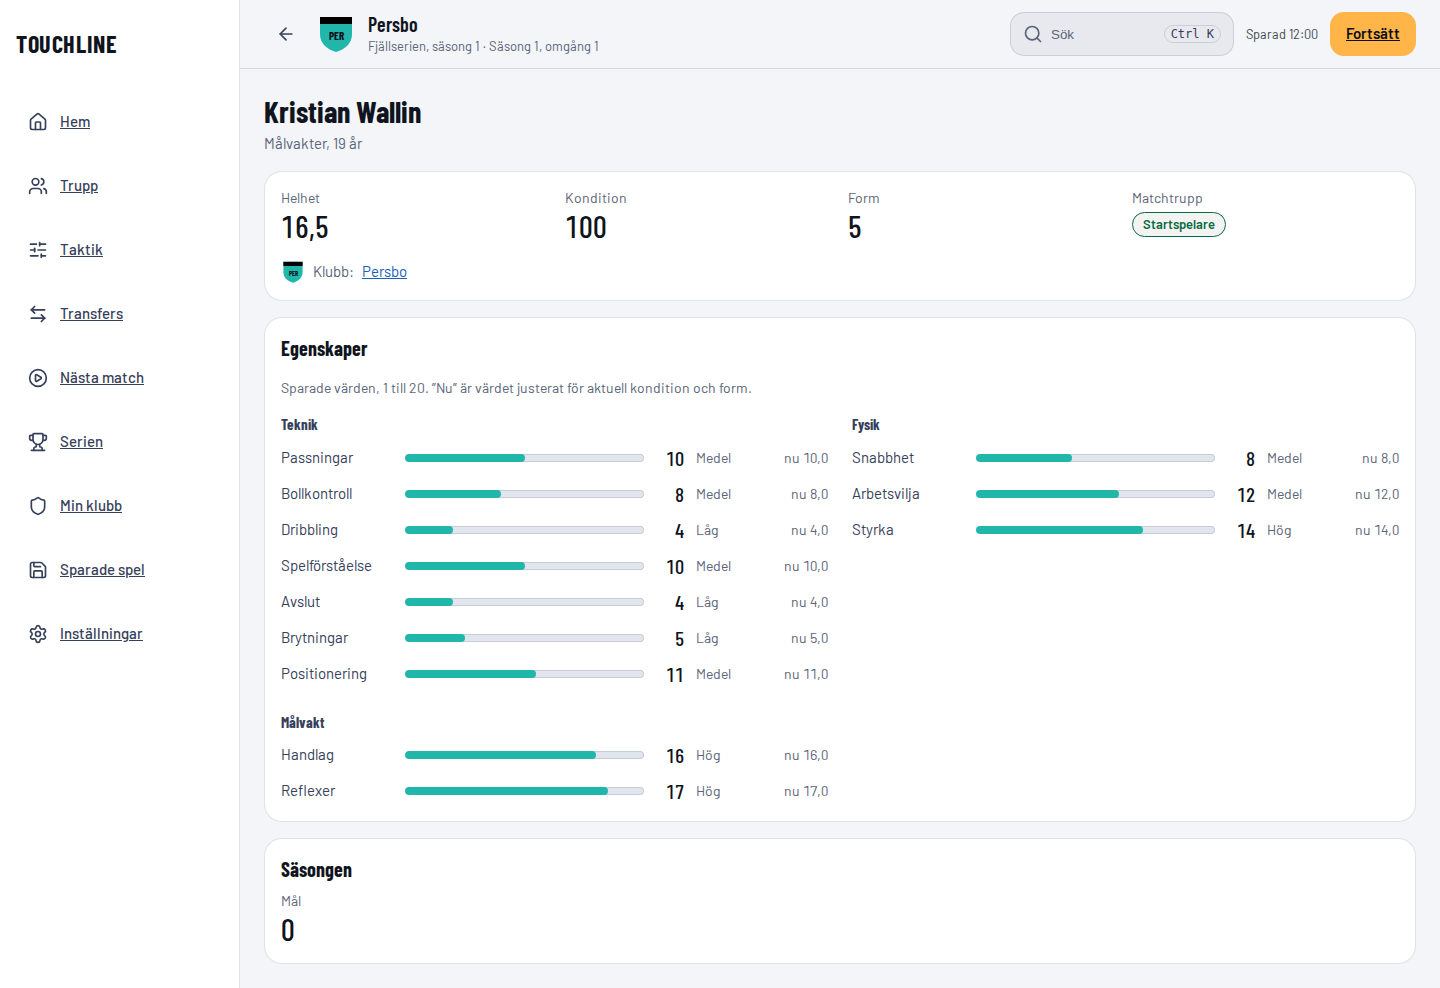 TOUCHLINE
Hem
Trupp
Taktik
Transfers
Nästa match
Serien
Min klubb
Sparade spel
Inställningar
PER
Persbo
Fjällserien, säsong 1 · Säsong 1, omgång 1
Sök
Ctrl K
Sparad 12:00
Fortsätt
Kristian Wallin
Målvakter, 19 år
Helhet
16,5
Kondition
100
Form
5
Matchtrupp
Startspelare
PER
Klubb: Persbo
Egenskaper
Sparade värden, 1 till 20. ”Nu” är värdet justerat för aktuell kondition och form.
Teknik
Passningar 10 Medel nu 10,0
Bollkontroll 8 Medel nu 8,0
Dribbling 4 Låg nu 4,0
Spelförståelse 10 Medel nu 10,0
Avslut 4 Låg nu 4,0
Brytningar 5 Låg nu 5,0
Positionering 11 Medel nu 11,0
Fysik
Snabbhet 8 Medel nu 8,0
Arbetsvilja 12 Medel nu 12,0
Styrka 14 Hög nu 14,0
Målvakt
Handlag 16 Hög nu 16,0
Reflexer 17 Hög nu 17,0
Säsongen
Mål
0